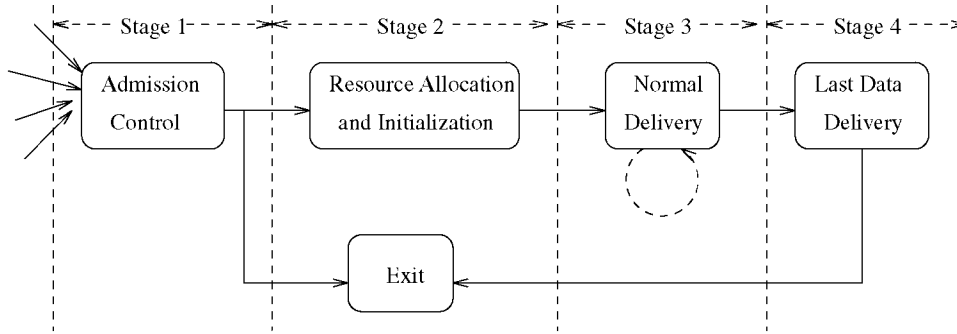 Stage 1
Stage 2
Stage 3
Stage 4
Admission
Control
Resource Allocation
and Initialization
Normal
Delivery
Last Data
Delivery
Exit